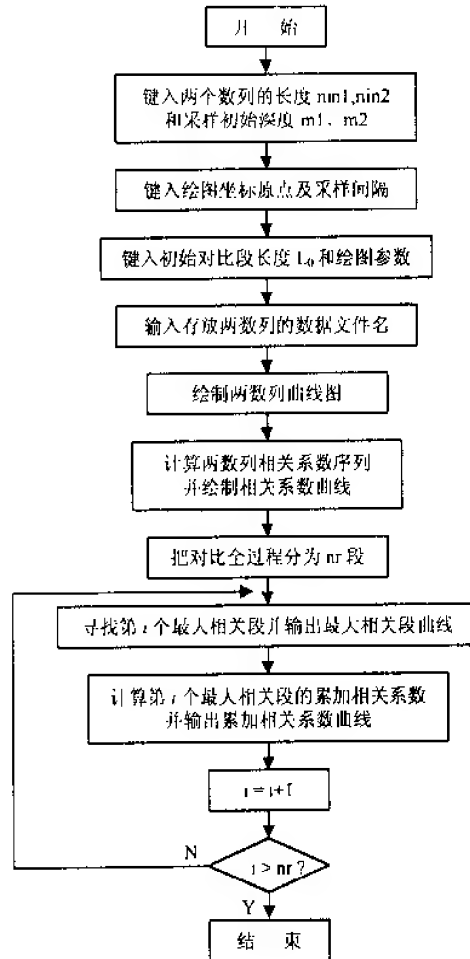 开 始
键入两个数列的长度 nin1,nin2
和采样初始深度 m1、m2
键入绘图坐标原点及采样间隔
键入初始对比段长度 L₀ 和绘图参数
输入存放两数列的数据文件名
绘制两数列曲线图
计算两数列相关系数序列
并绘制相关系数曲线
把对比全过程分为 nr 段
寻找第 i 个最大相关段并输出最大相关段曲线
计算第 i 个最大相关段的累加相关系数
并输出累加相关系数曲线
i = i+1
N
i > nr ?
Y
结 束